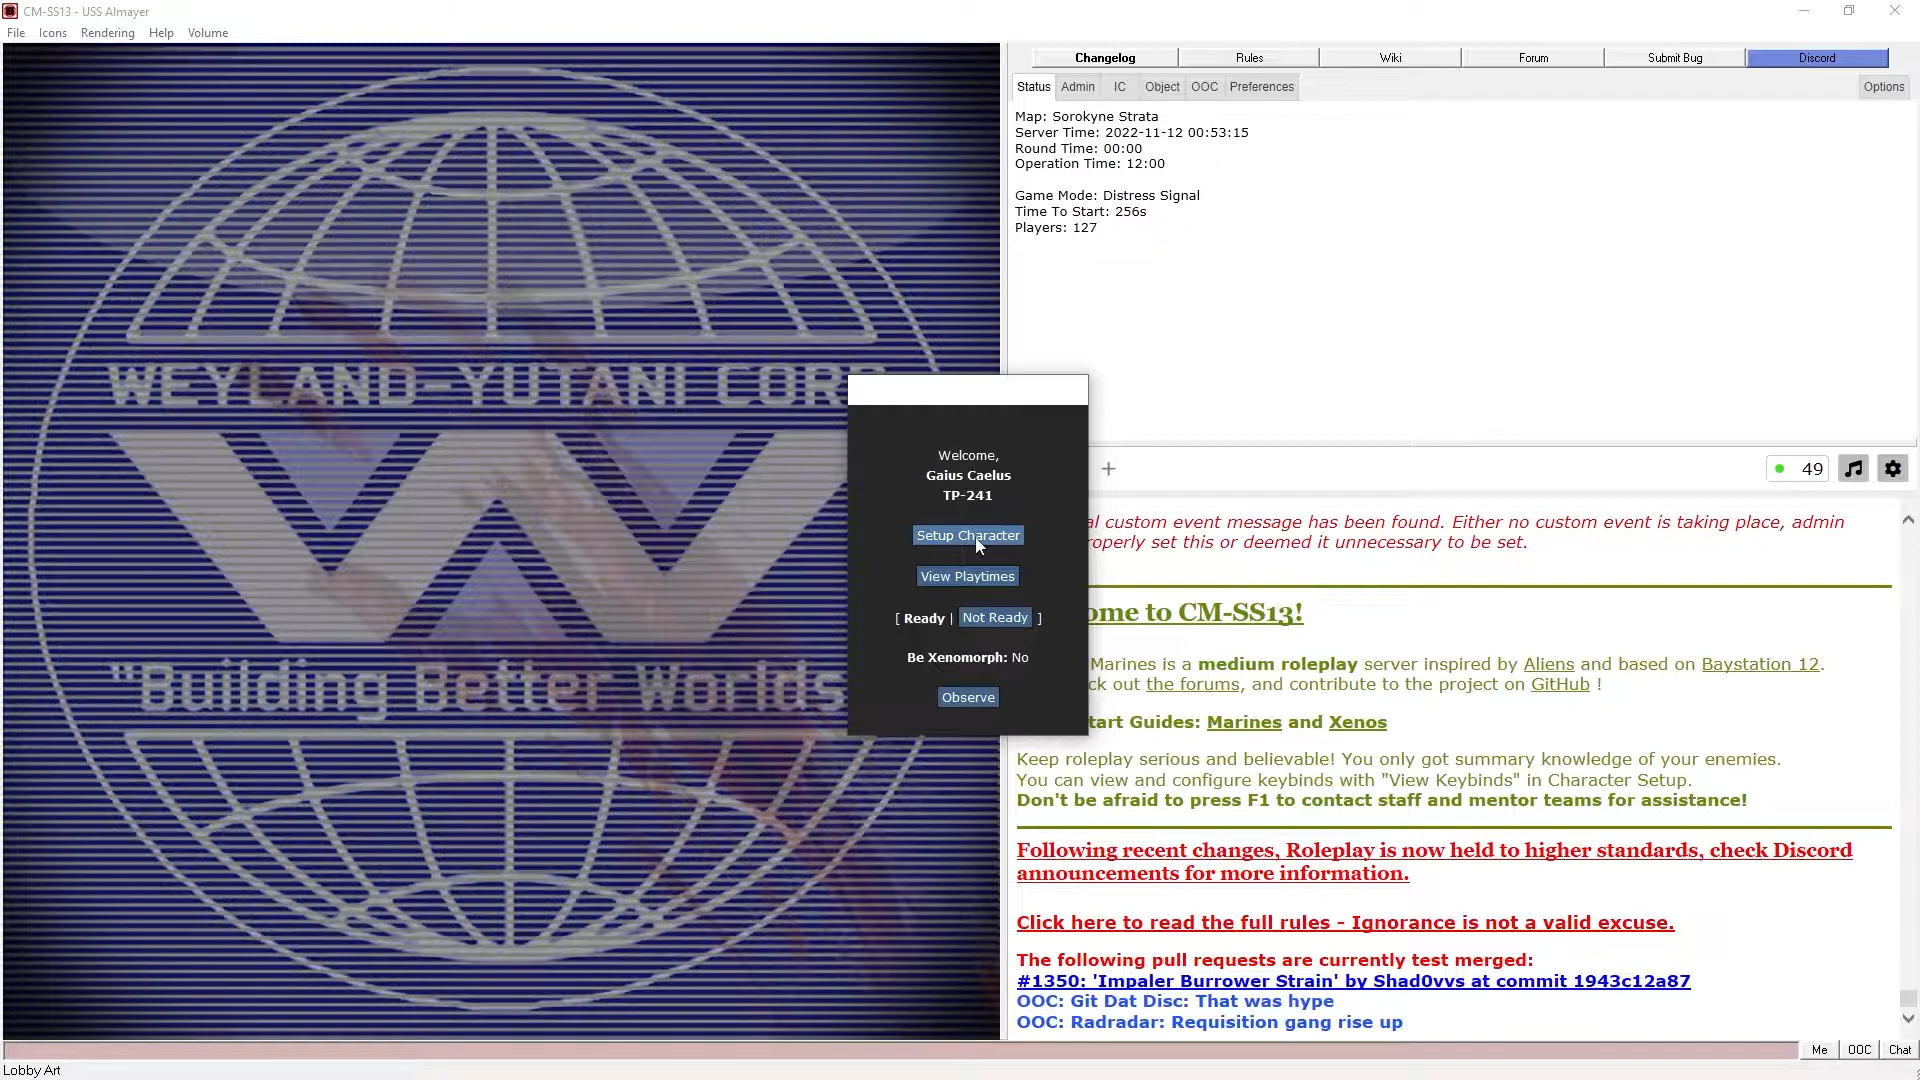 CM-SS13 - USS Almayer
File Icons Rendering Help Volume
Changelog Rules Wiki Forum Submit Bug Discord
Status Admin IC Object OOC Preferences Options
Map: Sorokyne Strata
Server Time: 2022-11-12 00:53:15
Round Time: 00:00
Operation Time: 12:00
Game Mode: Distress Signal
Time To Start: 256s
Players: 127
WEYLAND-YUTANI CORP
"Building Better Worlds
Welcome,
Gaius Caelus
TP-241
Setup Character
View Playtimes
[ Ready | Not Ready ]
Be Xenomorph: No
Observe
+ 49
custom event message has been found. Either no custom event is taking place, admin
set this or deemed it unnecessary to be set.
to CM-SS13!
Marines is a medium roleplay server inspired by Aliens and based on Baystation 12.
out the forums, and contribute to the project on GitHub !
Guides: Marines and Xenos
Keep roleplay serious and believable! You only got summary knowledge of your enemies.
You can view and configure keybinds with "View Keybinds" in Character Setup.
Don't be afraid to press F1 to contact staff and mentor teams for assistance!
Following recent changes, Roleplay is now held to higher standards, check Discord
announcements for more information.
Click here to read the full rules - Ignorance is not a valid excuse.
The following pull requests are currently test merged:
#1350: 'Impaler Burrower Strain' by Shad0vvs at commit 1943c12a87
OOC: Git Dat Disc: That was hype
OOC: Radradar: Requisition gang rise up
Me OOC Chat
Lobby Art